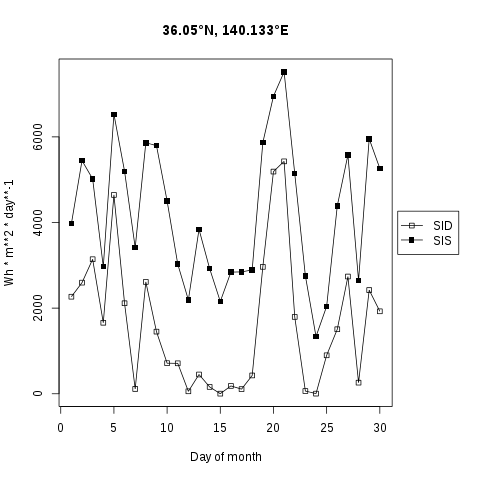 36.05°N, 140.133°E
Wh * m**2 * day**-1
6000
4000
2000
0
SID
SIS
0 5 10 15 20 25 30
Day of month